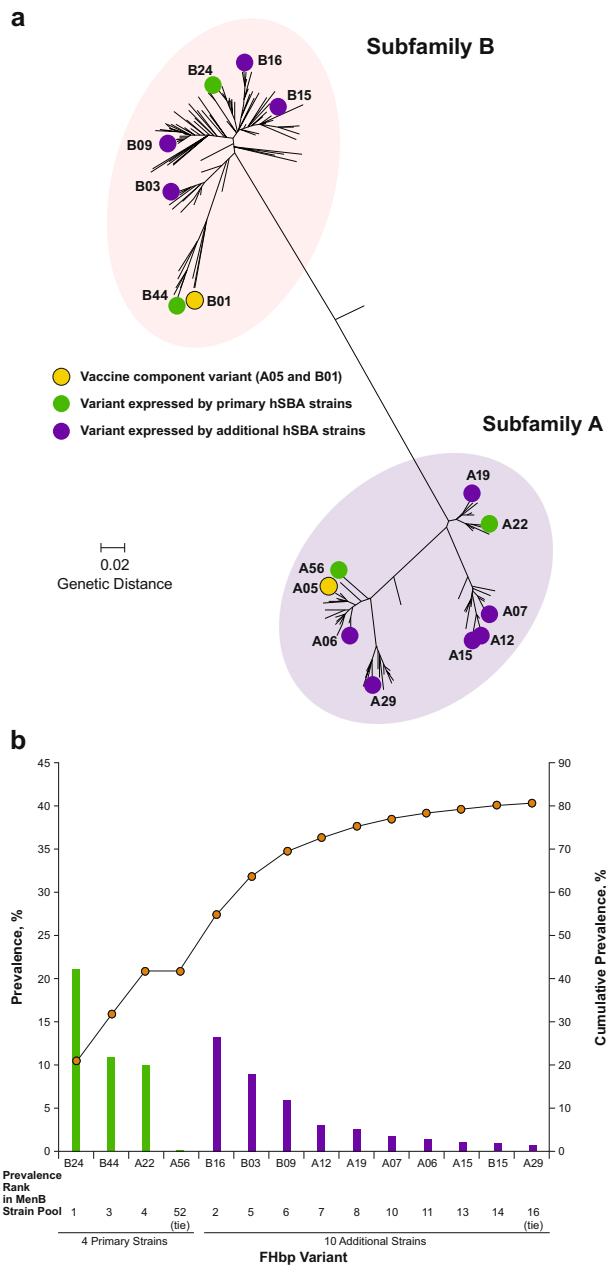 a
Subfamily B
B16
B24
B15
B09
B03
B44
B01
Vaccine component variant (A05 and B01)
Variant expressed by primary hSBA strains
Variant expressed by additional hSBA strains
Subfamily A
A19
A22
0.02
Genetic Distance
A56
A05
A07
A06
A12
A15
A29
b
45
40
35
30
25
20
15
10
5
0
Prevalence, %
90
80
70
60
50
40
30
20
10
0
Cumulative Prevalence, %
B24 B44 A22 A56 B16 B03 B09 A12 A19 A07 A06 A15 B15 A29
Prevalence
Rank
in MenB
Strain Pool 1 3 4 52 2 5 6 7 8 10 11 13 14 16
(tie) (tie)
4 Primary Strains 10 Additional Strains
FHbp Variant